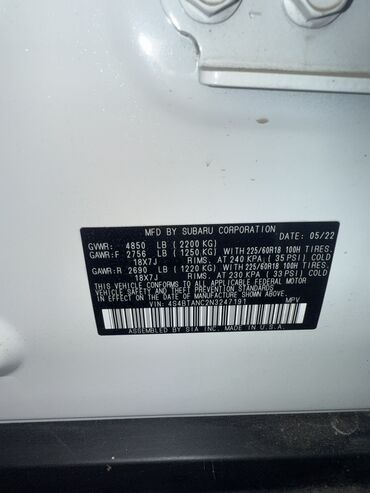 MFD BY SUBARU CORPORATION DATE: 05/22
GVWR: 4850 LB (2200 KG)
GAWR:F 2756 LB (1250 KG) WITH 225/60R18 100H TIRES.
18X7J RIMS. AT 240 KPA (35 PSI) COLD
GAWR:R 2690 LB (1220 KG) WITH 225/60R18 100H TIRES.
18X7J RIMS. AT 230 KPA (33 PSI) COLD
THIS VEHICLE CONFORMS TO ALL APPLICABLE FEDERAL MOTOR
VEHICLE SAFETY AND THEFT PREVENTION STANDARDS
IN EFFECT ON THE DATE OF MANUFACTURE SHOWN ABOVE.
VIN: 4S4BTANC2N3247191 MPV
ASSEMBLED BY SIA INC. MADE IN U.S.A.